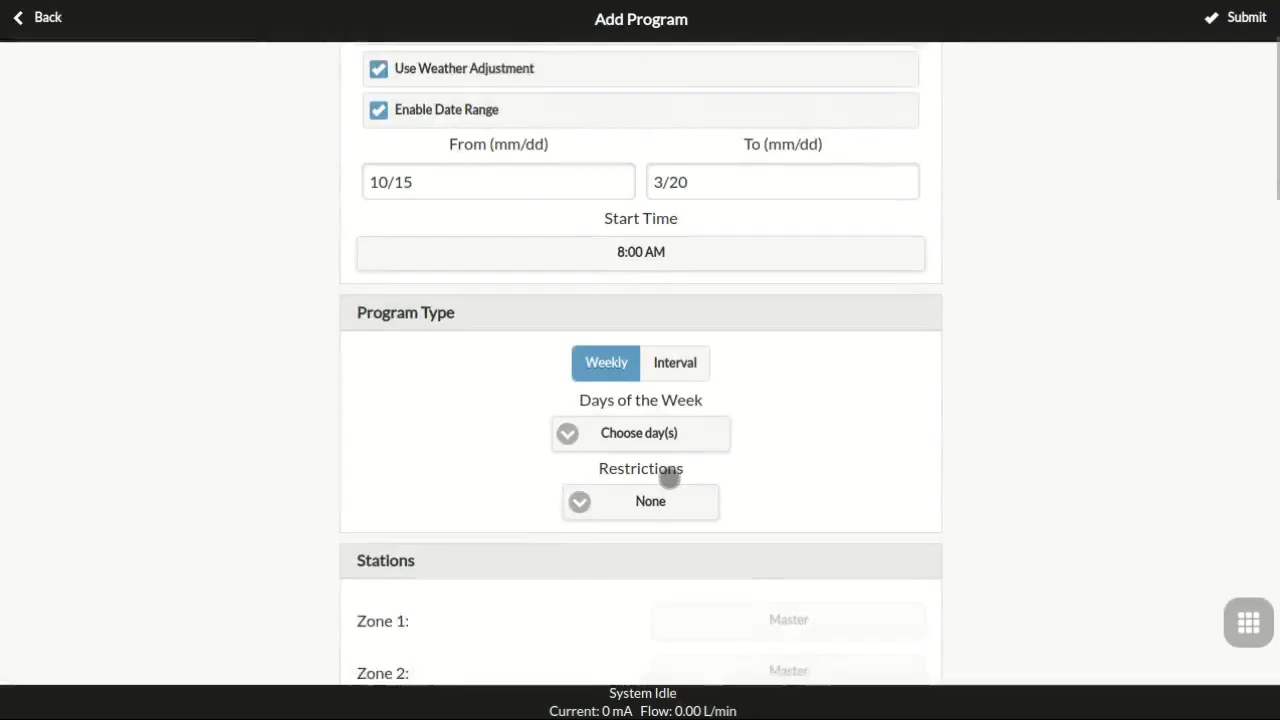 Back
Add Program
Submit
Use Weather Adjustment
Enable Date Range
From (mm/dd)
To (mm/dd)
10/15
3/20
Start Time
8:00 AM
Program Type
Weekly
Interval
Days of the Week
Choose day(s)
Restrictions
None
Stations
Zone 1:
Master
Zone 2:
Master
System Idle
Current: 0 mA Flow: 0.00 L/min